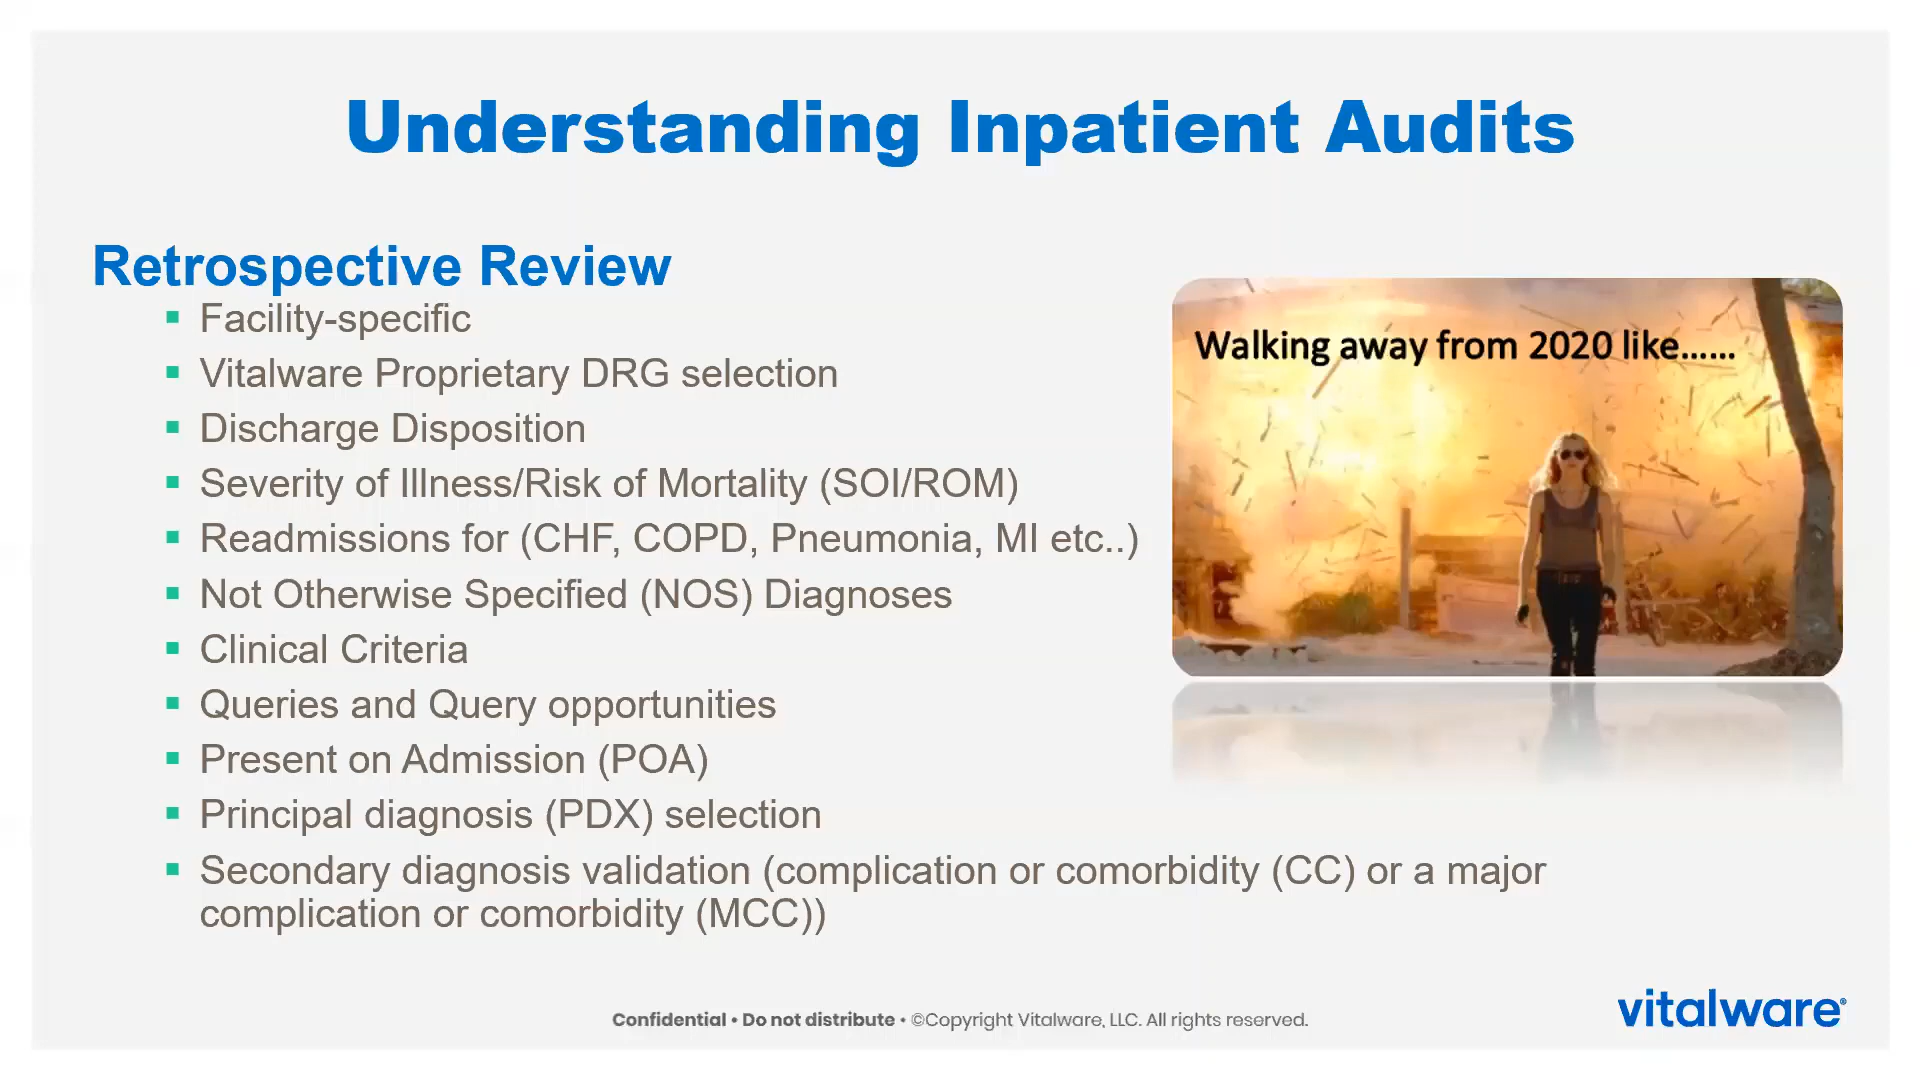 Understanding Inpatient Audits
Retrospective Review
Facility-specific
Vitalware Proprietary DRG selection
Discharge Disposition
Severity of Illness/Risk of Mortality (SOI/ROM)
Readmissions for (CHF, COPD, Pneumonia, MI etc..)
Not Otherwise Specified (NOS) Diagnoses
Clinical Criteria
Queries and Query opportunities
Present on Admission (POA)
Principal diagnosis (PDX) selection
Secondary diagnosis validation (complication or comorbidity (CC) or a major
complication or comorbidity (MCC))
Walking away from 2020 like......
Confidential • Do not distribute • ©Copyright Vitalware, LLC. All rights reserved.
vitalware®